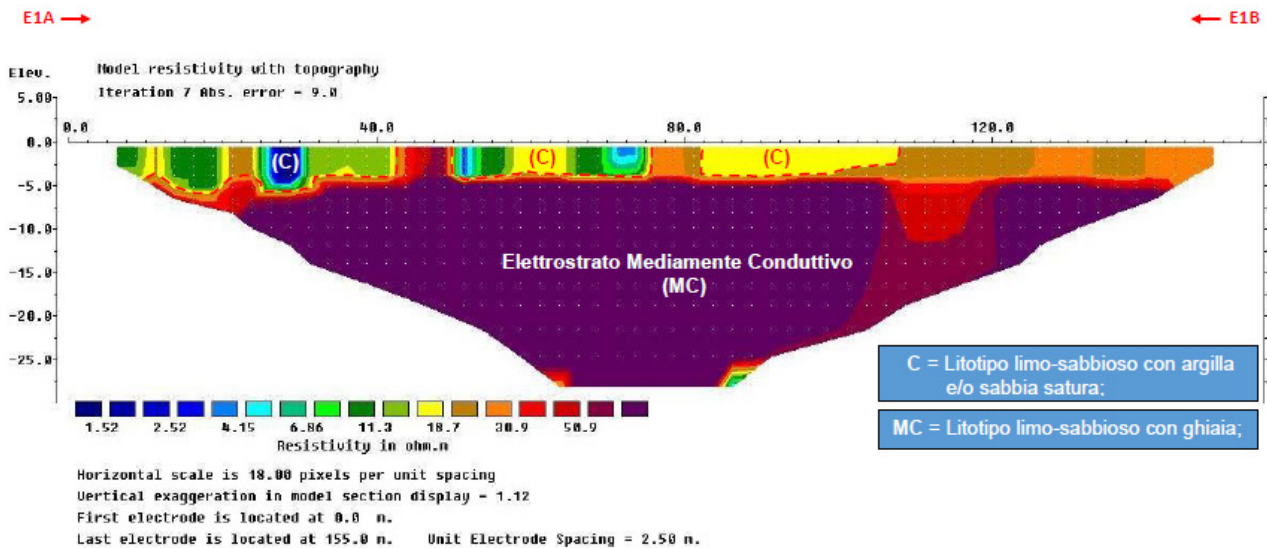 E1A
E1B
Model resistivity with topography
Elev.
Iteration 7 Abs. error = 9.0
5.00
0.0 40.0 80.0 120.0
0.0
(C) (C) (C)
-5.0
-10.0
Elettrostrato Mediamente Conduttivo
-15.0
(MC)
-20.0
-25.0
C = Litotipo limo-sabbioso con argilla
e/o sabbia satura;
MC = Litotipo limo-sabbioso con ghiaia;
1.52 2.52 4.15 6.86 11.3 18.7 30.9 50.9
Resistivity in ohm.m
Horizontal scale is 18.00 pixels per unit spacing
Vertical exaggeration in model section display = 1.12
First electrode is located at 0.0 m.
Last electrode is located at 155.0 m. Unit Electrode Spacing = 2.50 m.